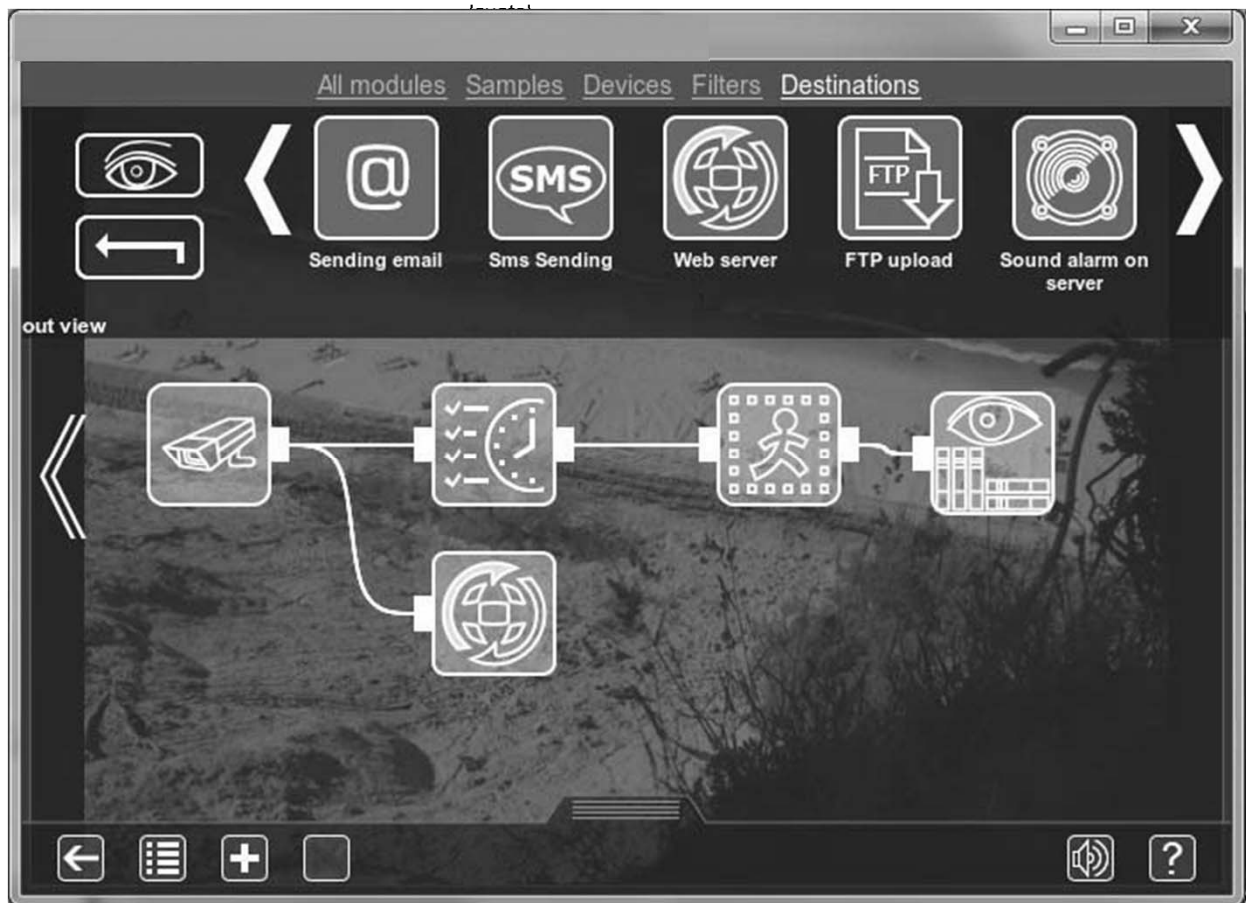 All modules Samples Devices Filters Destinations
@
SMS
FTP
Sending email Sms Sending Web server FTP upload Sound alarm on
server
out view
?